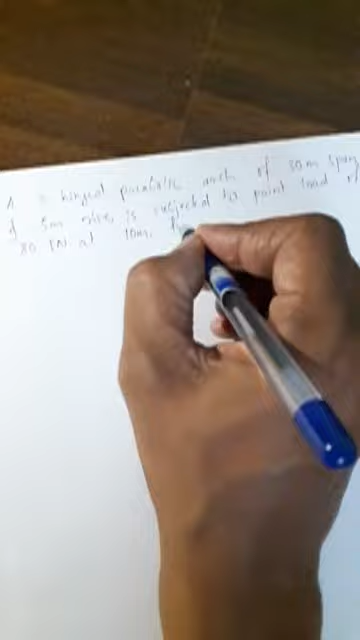 A 3 hinged parabolic arch of 30m span
& 5m rise, is subjected to point load of
80 kN at 10m. f